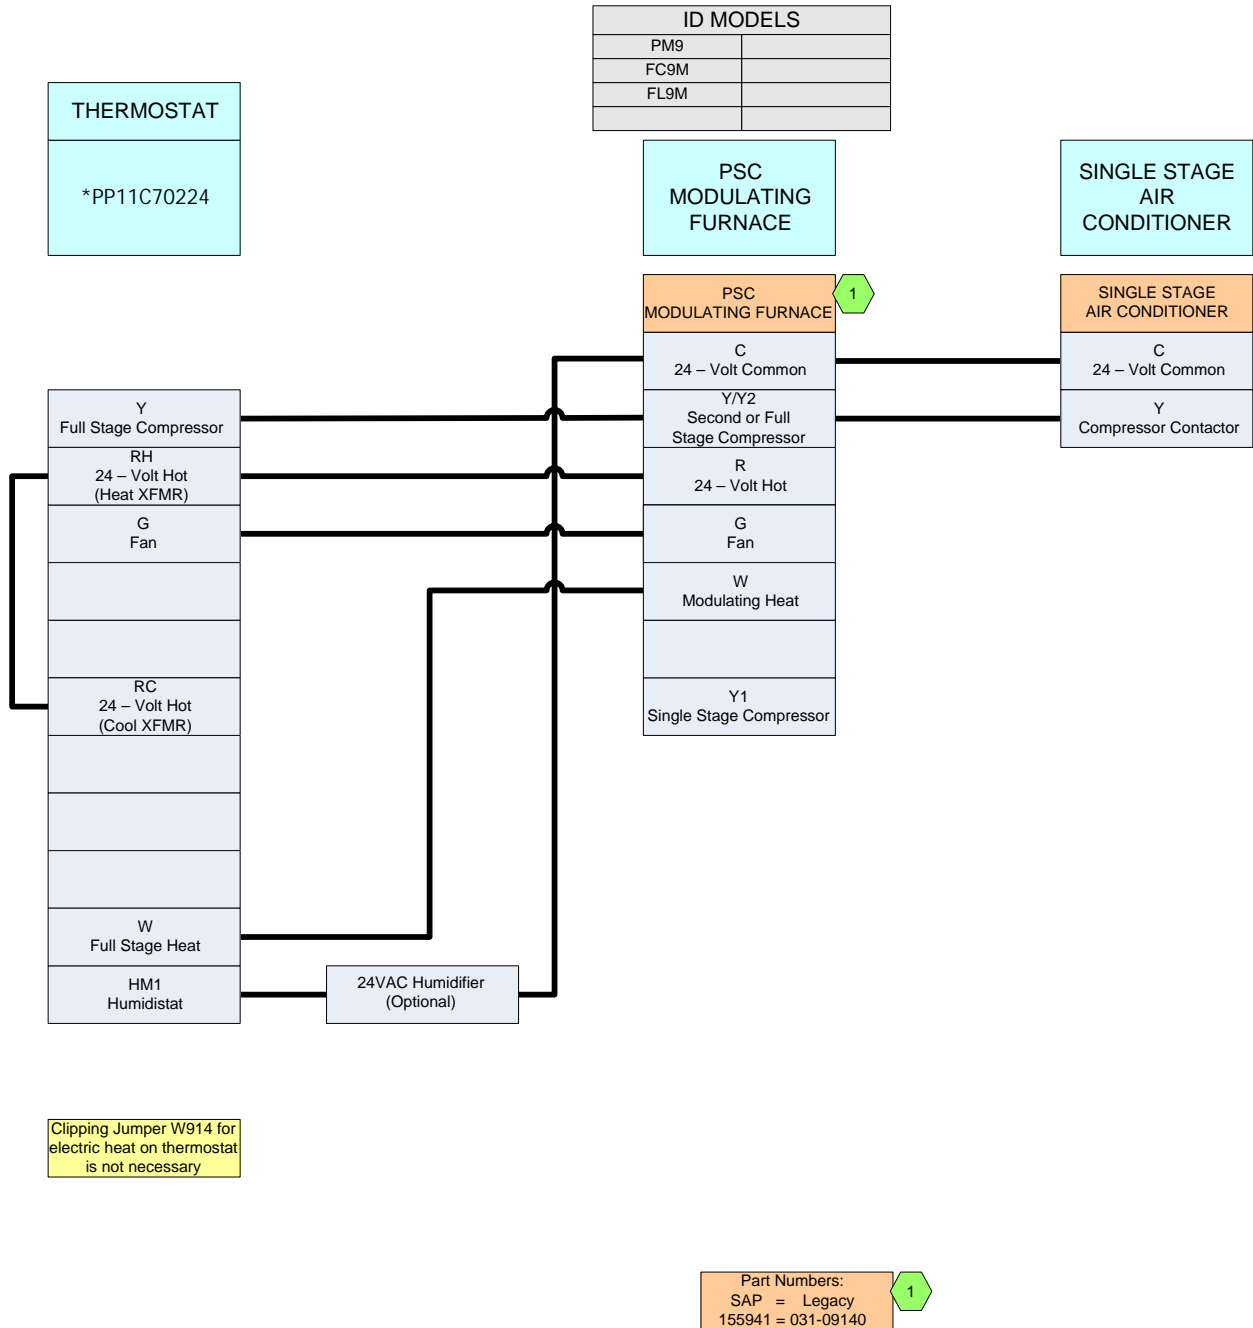 ID MODELS
PM9
FC9M
FL9M
THERMOSTAT
*PP11C70224
PSC
MODULATING
FURNACE
SINGLE STAGE
AIR
CONDITIONER
PSC
MODULATING FURNACE
1
SINGLE STAGE
AIR CONDITIONER
C
24 – Volt Common
C
24 – Volt Common
Y
Full Stage Compressor
Y/Y2
Second or Full
Stage Compressor
Y
Compressor Contactor
RH
24 – Volt Hot
(Heat XFMR)
R
24 – Volt Hot
G
Fan
G
Fan
W
Modulating Heat
RC
24 – Volt Hot
(Cool XFMR)
Y1
Single Stage Compressor
W
Full Stage Heat
HM1
Humidistat
24VAC Humidifier
(Optional)
Clipping Jumper W914 for
electric heat on thermostat
is not necessary
Part Numbers:
SAP = Legacy
155941 = 031-09140
1